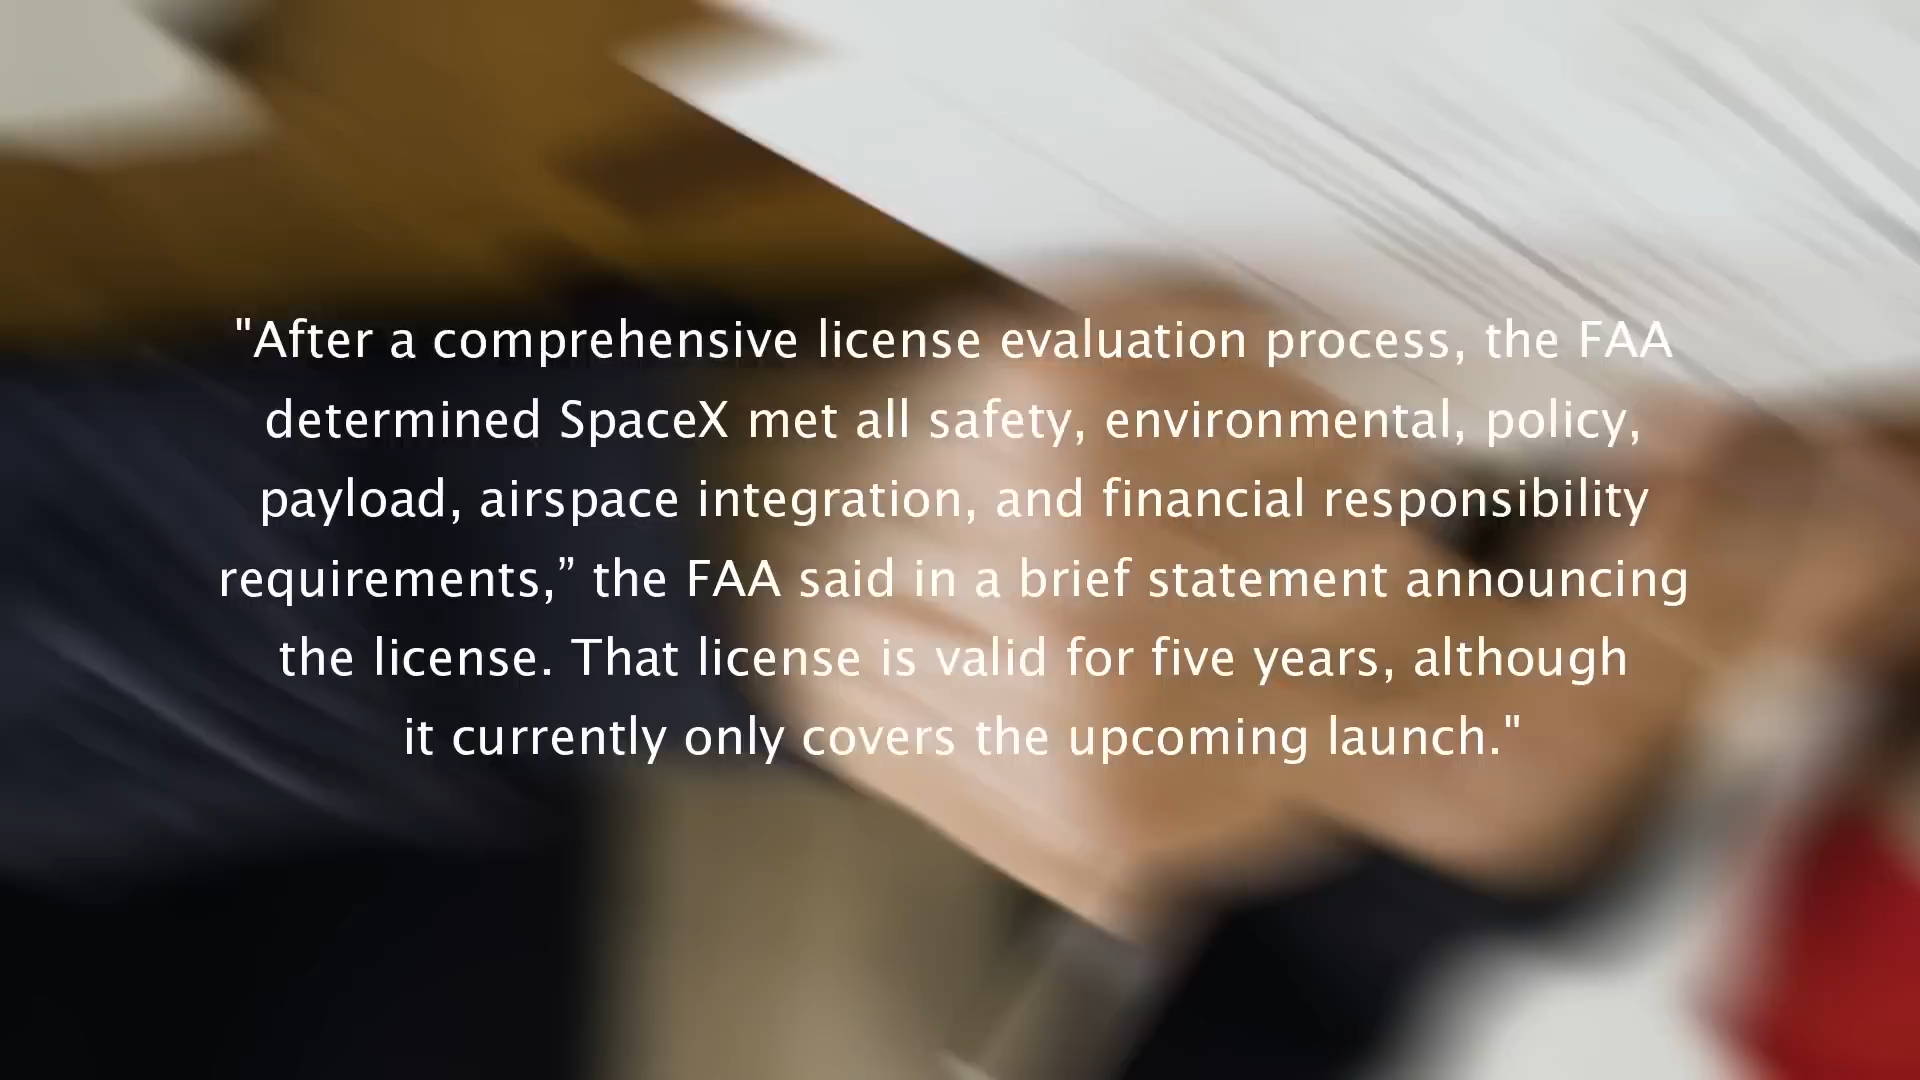 "After a comprehensive license evaluation process, the FAA
determined SpaceX met all safety, environmental, policy,
payload, airspace integration, and financial responsibility
requirements,” the FAA said in a brief statement announcing
the license. That license is valid for five years, although
it currently only covers the upcoming launch."